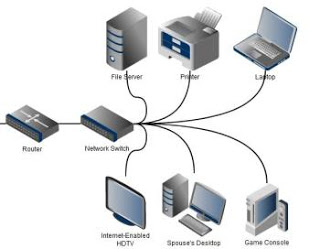 File Server
Printer
Laptop
Router
Network Switch
Internet-Enabled
HDTV
Spouse's Desktop
Game Console